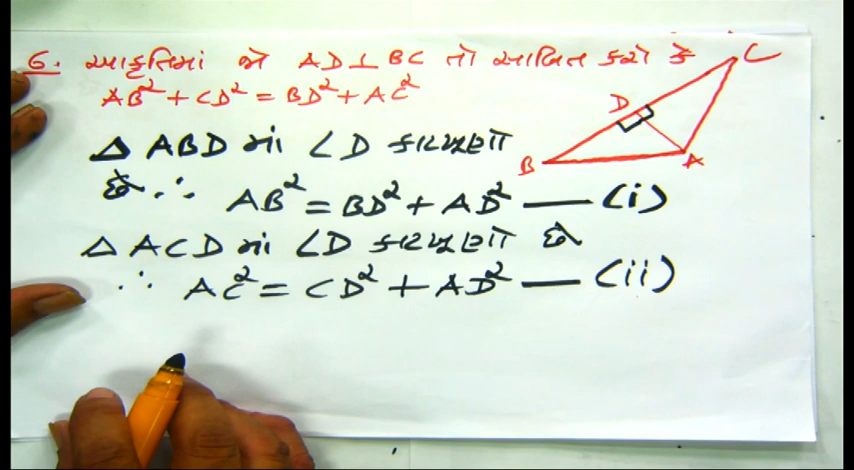 6. આકૃતિમાં જો AD⊥BC તો સાબિત કરો કે
AB² + CD² = BD² + AC²
C
D
B
A
△ ABD માં ∠D કાટખૂણો
છે ∴ AB² = BD² + AD² — (i)
△ ACD માં ∠D કાટખૂણો છે
∴ AC² = CD² + AD² — (ii)